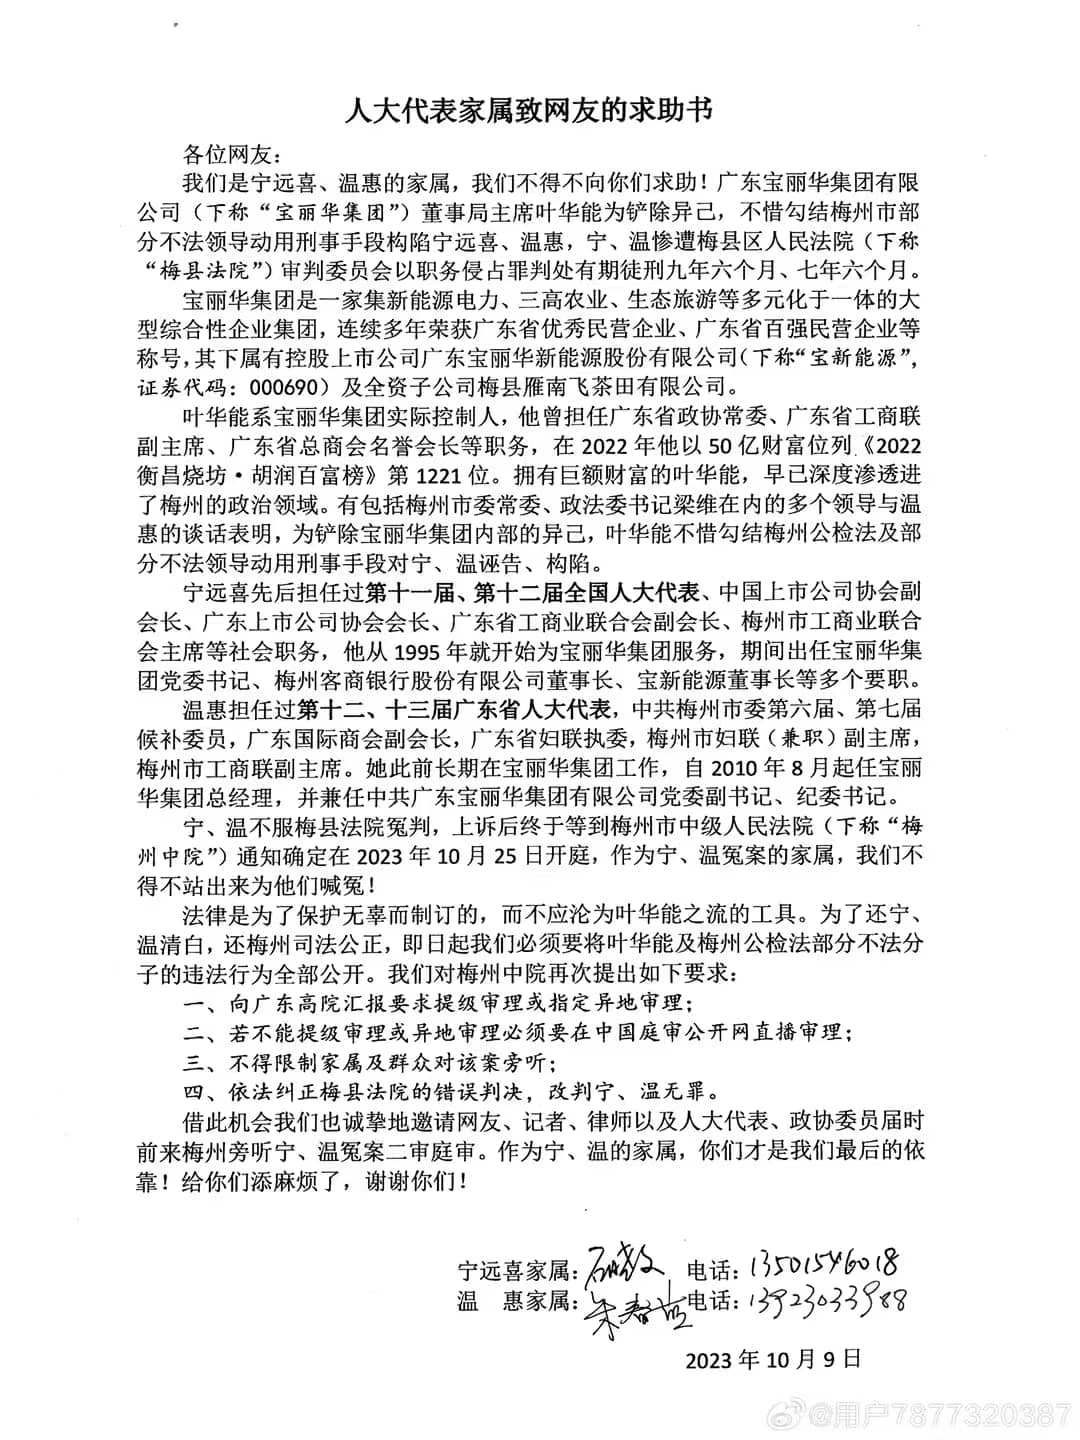 人大代表家属致网友的求助书
各位网友：
我们是宁远喜、温惠的家属，我们不得不向你们求助！广东宝丽华集团有限
公司（下称“宝丽华集团”）董事局主席叶华能为铲除异己，不惜勾结梅州市部
分不法领导动用刑事手段构陷宁远喜、温惠，宁、温惨遭梅县区人民法院（下称
“梅县法院”）审判委员会以职务侵占罪判处有期徒刑九年六个月、七年六个月。
宝丽华集团是一家集新能源电力、三高农业、生态旅游等多元化于一体的大
型综合性企业集团，连续多年荣获广东省优秀民营企业、广东省百强民营企业等
称号，其下属有控股上市公司广东宝丽华新能源股份有限公司（下称“宝新能源”，
证券代码：000690）及全资子公司梅县雁南飞茶田有限公司。
叶华能系宝丽华集团实际控制人，他曾担任广东省政协常委、广东省工商联
副主席、广东省总商会名誉会长等职务，在 2022 年他以 50 亿财富位列《2022
衡昌烧坊·胡润百富榜》第 1221 位。拥有巨额财富的叶华能，早已深度渗透进
了梅州的政治领域。有包括梅州市委常委、政法委书记梁维在内的多个领导与温
惠的谈话表明，为铲除宝丽华集团内部的异己，叶华能不惜勾结梅州公检法及部
分不法领导动用刑事手段对宁、温诬告、构陷。
宁远喜先后担任过第十一届、第十二届全国人大代表、中国上市公司协会副
会长、广东上市公司协会会长、广东省工商业联合会副会长、梅州市工商业联合
会主席等社会职务，他从 1995 年就开始为宝丽华集团服务，期间出任宝丽华集
团党委书记、梅州客商银行股份有限公司董事长、宝新能源董事长等多个要职。
温惠担任过第十二、十三届广东省人大代表，中共梅州市委第六届、第七届
候补委员，广东国际商会副会长，广东省妇联执委，梅州市妇联（兼职）副主席，
梅州市工商联副主席。她此前长期在宝丽华集团工作，自 2010 年 8 月起任宝丽
华集团总经理，并兼任中共广东宝丽华集团有限公司党委副书记、纪委书记。
宁、温不服梅县法院冤判，上诉后终于等到梅州市中级人民法院（下称“梅
州中院”）通知确定在 2023 年 10 月 25 日开庭，作为宁、温冤案的家属，我们不
得不站出来为他们喊冤！
法律是为了保护无辜而制订的，而不应沦为叶华能之流的工具。为了还宁、
温清白，还梅州司法公正，即日起我们必须要将叶华能及梅州公检法部分不法分
子的违法行为全部公开。我们对梅州中院再次提出如下要求：
一、向广东高院汇报要求提级审理或指定异地审理；
二、若不能提级审理或异地审理必须要在中国庭审公开网直播审理；
三、不得限制家属及群众对该案旁听；
四、依法纠正梅县法院的错误判决，改判宁、温无罪。
借此机会我们也诚挚地邀请网友、记者、律师以及人大代表、政协委员届时
前来梅州旁听宁、温冤案二审庭审。作为宁、温的家属，你们才是我们最后的依
靠！给你们添麻烦了，谢谢你们！
宁远喜家属： 电话：13501546018
温 惠家属： 电话：13923033988
2023 年 10 月 9 日
@用户7877320387